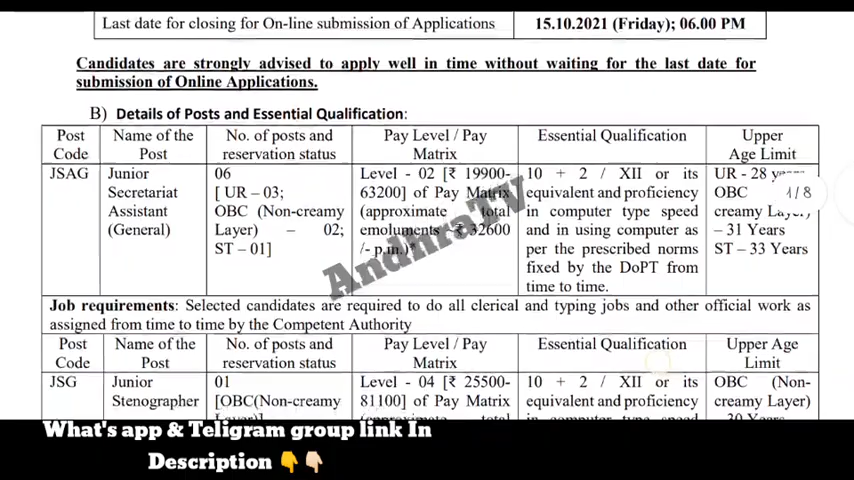 Last date for closing for On-line submission of Applications 15.10.2021 (Friday); 06.00 PM
Candidates are strongly advised to apply well in time without waiting for the last date for
submission of Online Applications.
B) Details of Posts and Essential Qualification:
Post Code
Name of the Post
No. of posts and reservation status
Pay Level / Pay Matrix
Essential Qualification
Upper Age Limit
JSAG
Junior
Secretariat
Assistant
(General)
06
[ UR – 03;
OBC (Non-creamy
Layer) – 02;
ST – 01]
Level - 02 [₹ 19900-
63200] of Pay Matrix
(approximate total
emoluments ~₹ 32600
/- p.m.)*
10 + 2 / XII or its
equivalent and proficiency
in computer type speed
and in using computer as
per the prescribed norms
fixed by the DoPT from
time to time.
UR - 28
OBC
creamy
– 31 Years
ST – 33 Years
1/8
AndhraTV
Job requirements: Selected candidates are required to do all clerical and typing jobs and other official work as
assigned from time to time by the Competent Authority
Post Code
Name of the Post
No. of posts and reservation status
Pay Level / Pay Matrix
Essential Qualification
Upper Age Limit
JSG
Junior
Stenographer
01
[OBC(Non-creamy
Level - 04 [₹ 25500-
81100] of Pay Matrix
10 + 2 / XII or its
equivalent and proficiency
OBC (Non-
creamy Layer)
What's app & Teligram group link In
Description 👇👇🏻